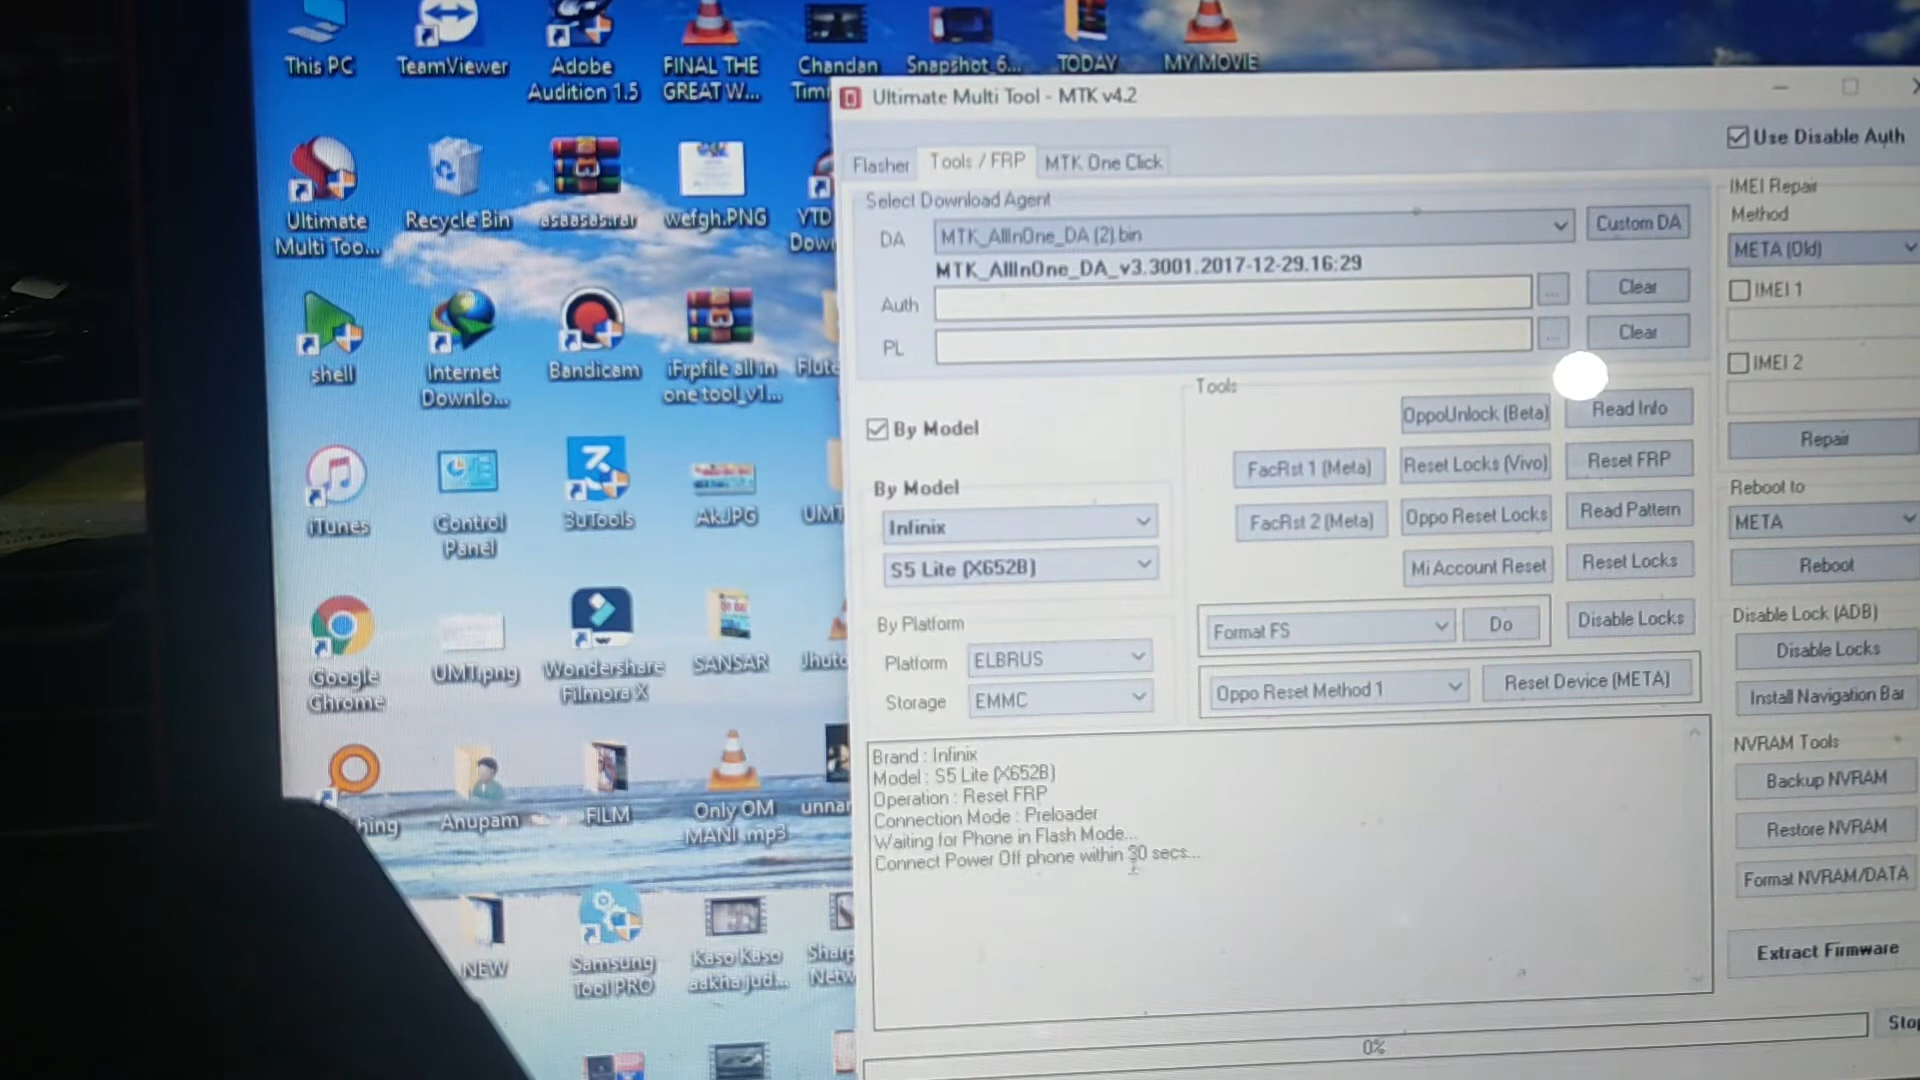 This PC
TeamViewer
Adobe
Audition 1.5
FINAL THE
GREAT W...
Chandan
Snapshot_6...
TODAY
MY MOVIE
Ultimate
Multi Too...
Recycle Bin
asaasas.rar
wefgh.PNG
YTD
shell
Internet
Downlo...
Bandicam
iFrpfile all in
one tool_v1...
iTunes
Control
Panel
3uTools
Ak.JPG
Google
Chrome
UMT.png
Wondershare
Filmora X
SANSAR
Anupam
FILM
Only OM
MANI .mp3
NEW
Samsung
Tool PRO
Kaso kaso
aakha jud...
Ultimate Multi Tool - MTK v4.2
Use Disable Auth
Flasher
Tools / FRP
MTK One Click
Select Download Agent
DA
MTK_AllInOne_DA (2).bin
Custom DA
MTK_AllInOne_DA_v3.3001.2017-12-29.16:29
Auth
...
Clear
PL
...
Clear
By Model
By Model
Infinix
S5 Lite (X652B)
By Platform
Platform
ELBRUS
Storage
EMMC
Tools
OppoUnlock (Beta)
Read Info
FacRst 1 (Meta)
Reset Locks (Vivo)
Reset FRP
FacRst 2 (Meta)
Oppo Reset Locks
Read Pattern
Mi Account Reset
Reset Locks
Format FS
Do
Disable Locks
Oppo Reset Method 1
Reset Device (META)
Brand : Infinix
Model : S5 Lite (X652B)
Operation : Reset FRP
Connection Mode : Preloader
Waiting for Phone in Flash Mode...
Connect Power Off phone within 30 secs...
0%
IMEI Repair
Method
META (Old)
IMEI 1
IMEI 2
Repair
Reboot to
META
Reboot
Disable Lock (ADB)
Disable Locks
Install Navigation Bar
NVRAM Tools
Backup NVRAM
Restore NVRAM
Format NVRAM/DATA
Extract Firmware